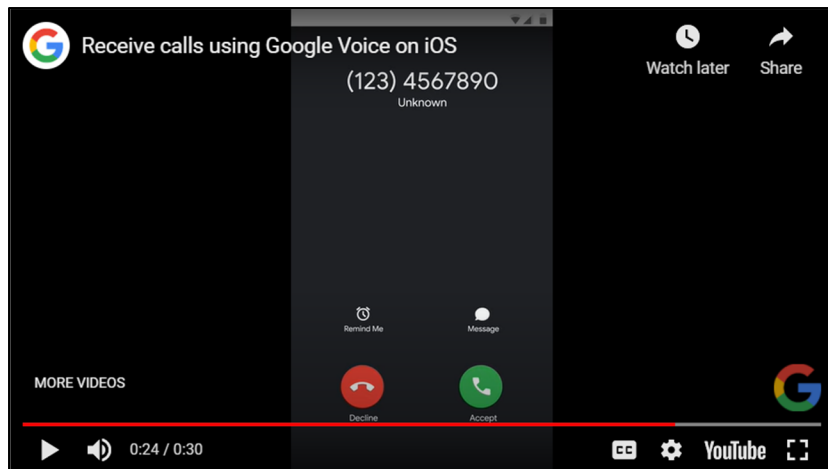 Receive calls using Google Voice on iOS
Watch later
Share
(123) 4567890
Unknown
Remind Me
Message
MORE VIDEOS
Decline
Accept
0:24 / 0:30
CC
YouTube